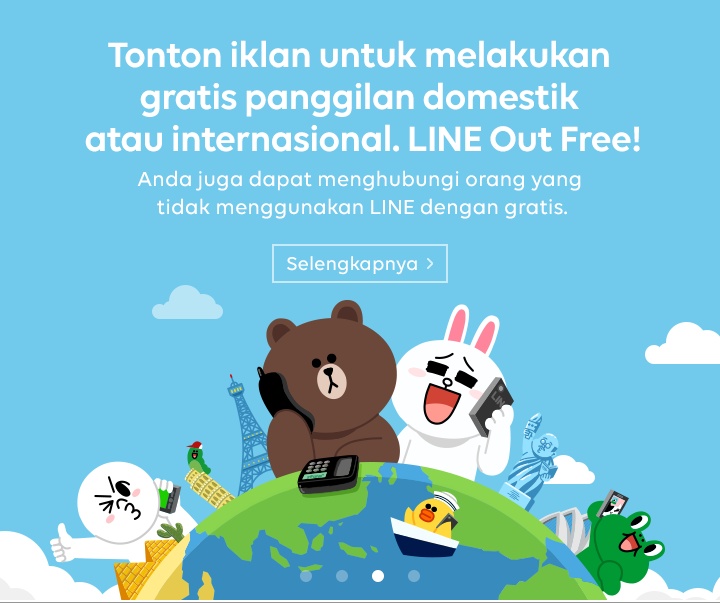 Tonton iklan untuk melakukan
gratis panggilan domestik
atau internasional. LINE Out Free!
Anda juga dapat menghubungi orang yang
tidak menggunakan LINE dengan gratis.
Selengkapnya >
LINE